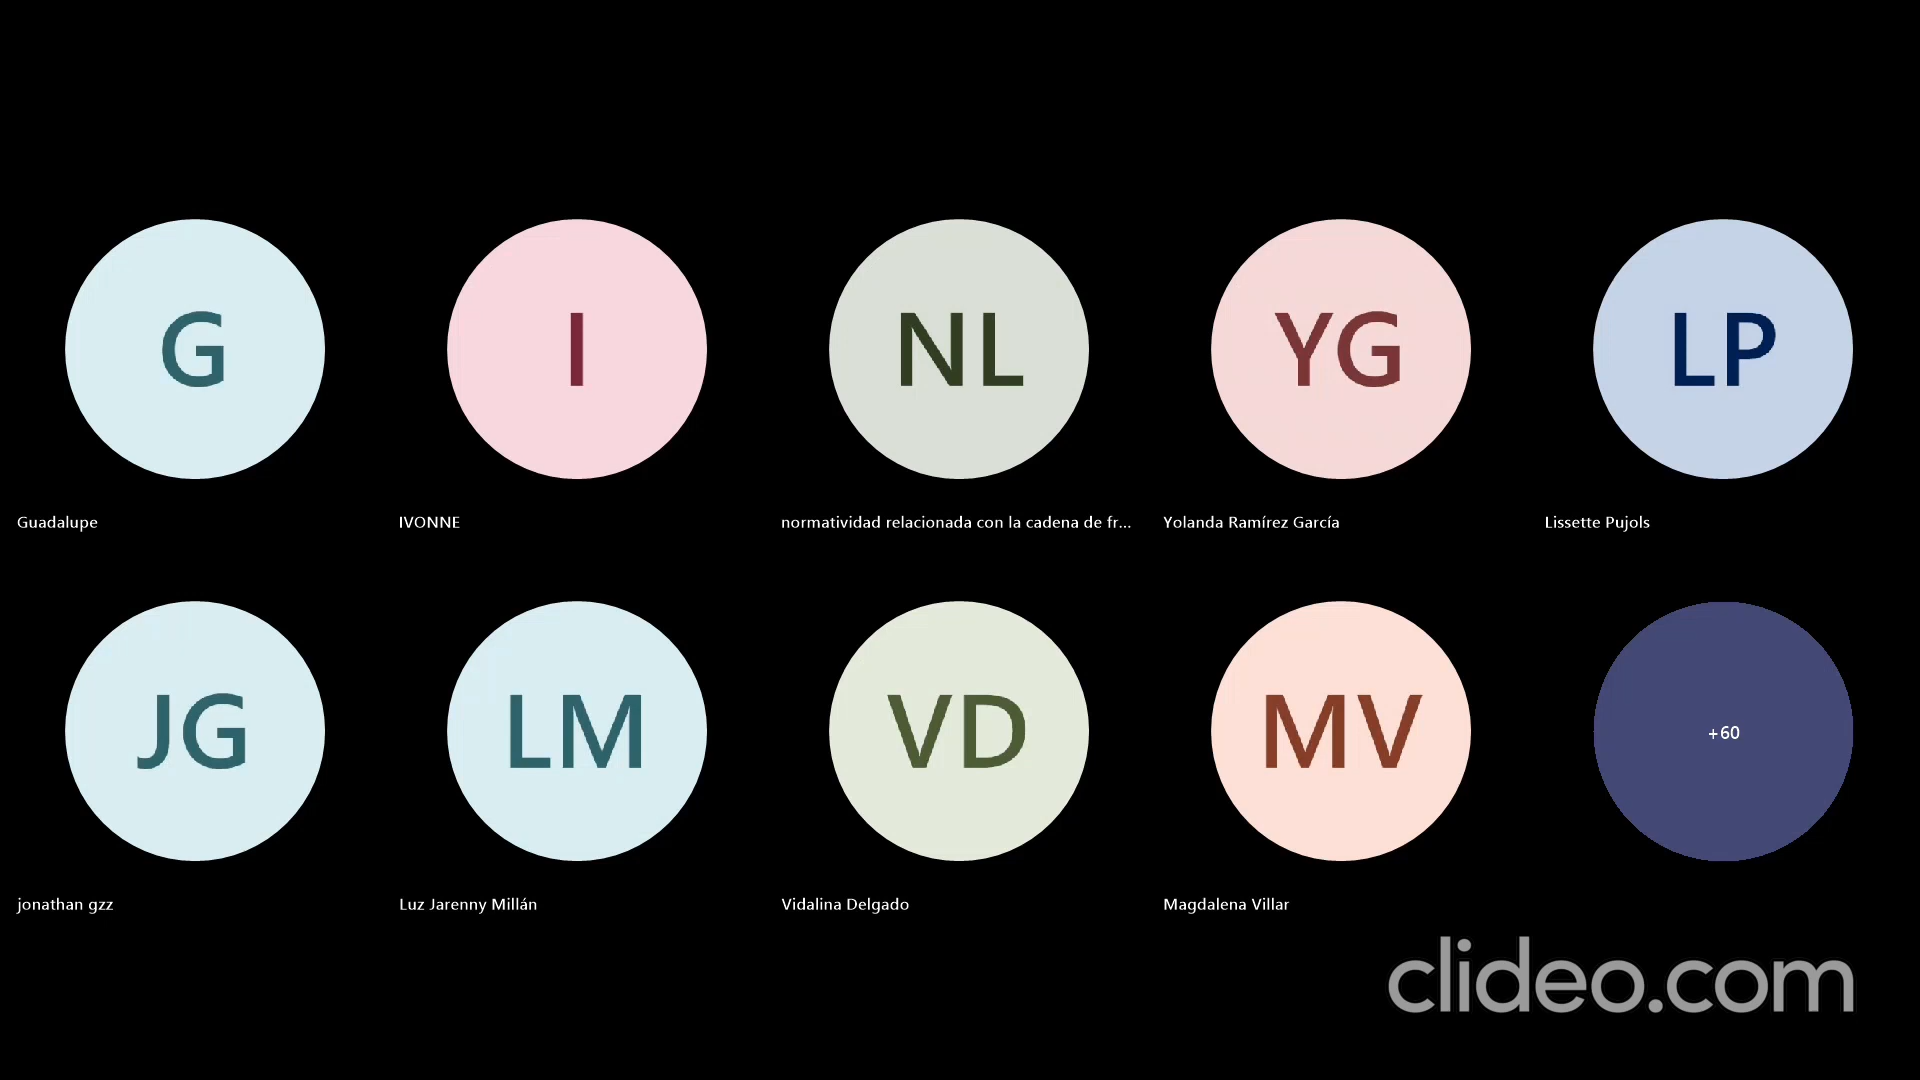 G
I
NL
YG
LP
Guadalupe
IVONNE
normatividad relacionada con la cadena de fr...
Yolanda Ramírez García
Lissette Pujols
JG
LM
VD
MV
+60
jonathan gzz
Luz Jarenny Millán
Vidalina Delgado
Magdalena Villar
clideo.com